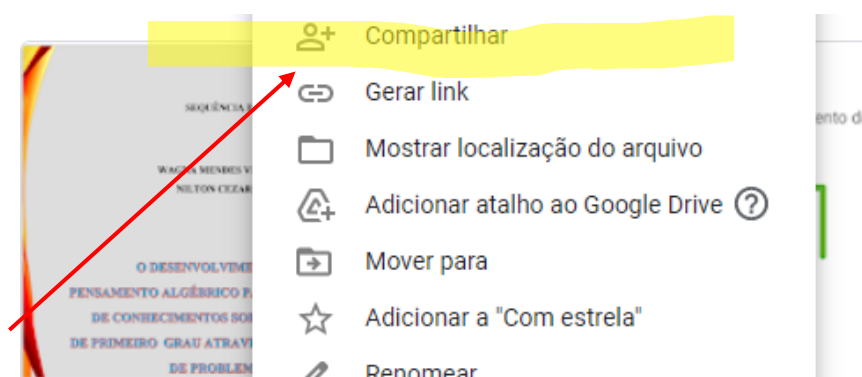 Compartilhar
Gerar link
Mostrar localização do arquivo
Adicionar atalho ao Google Drive ?
Mover para
Adicionar a "Com estrela"
Renomear
SEQUÊNCIA
WAGNA MENDES
NILTON CEZAR
O DESENVOLVIME
PENSAMENTO ALGÉBRICO P
DE CONHECIMENTOS SO
DE PRIMEIRO GRAU ATRAV
DE PROBLEM
ento d